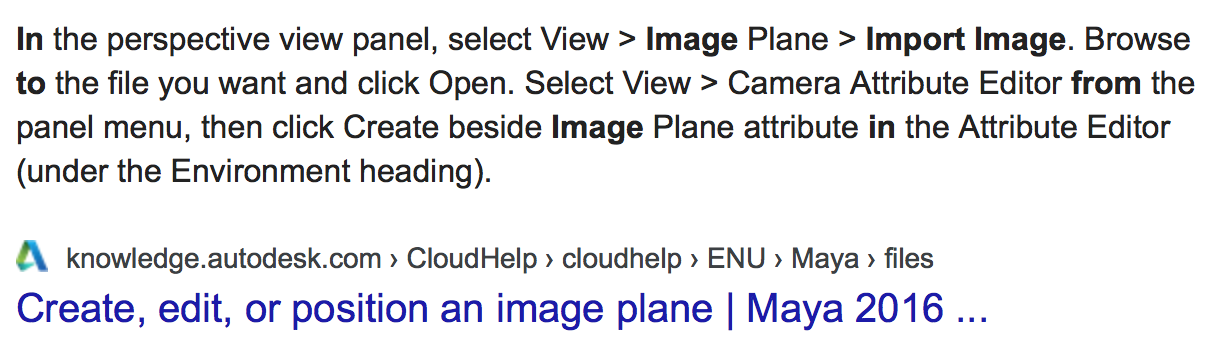 In the perspective view panel, select View > Image Plane > Import Image. Browse
to the file you want and click Open. Select View > Camera Attribute Editor from the
panel menu, then click Create beside Image Plane attribute in the Attribute Editor
(under the Environment heading).
knowledge.autodesk.com › CloudHelp › cloudhelp › ENU › Maya › files
Create, edit, or position an image plane | Maya 2016 ...